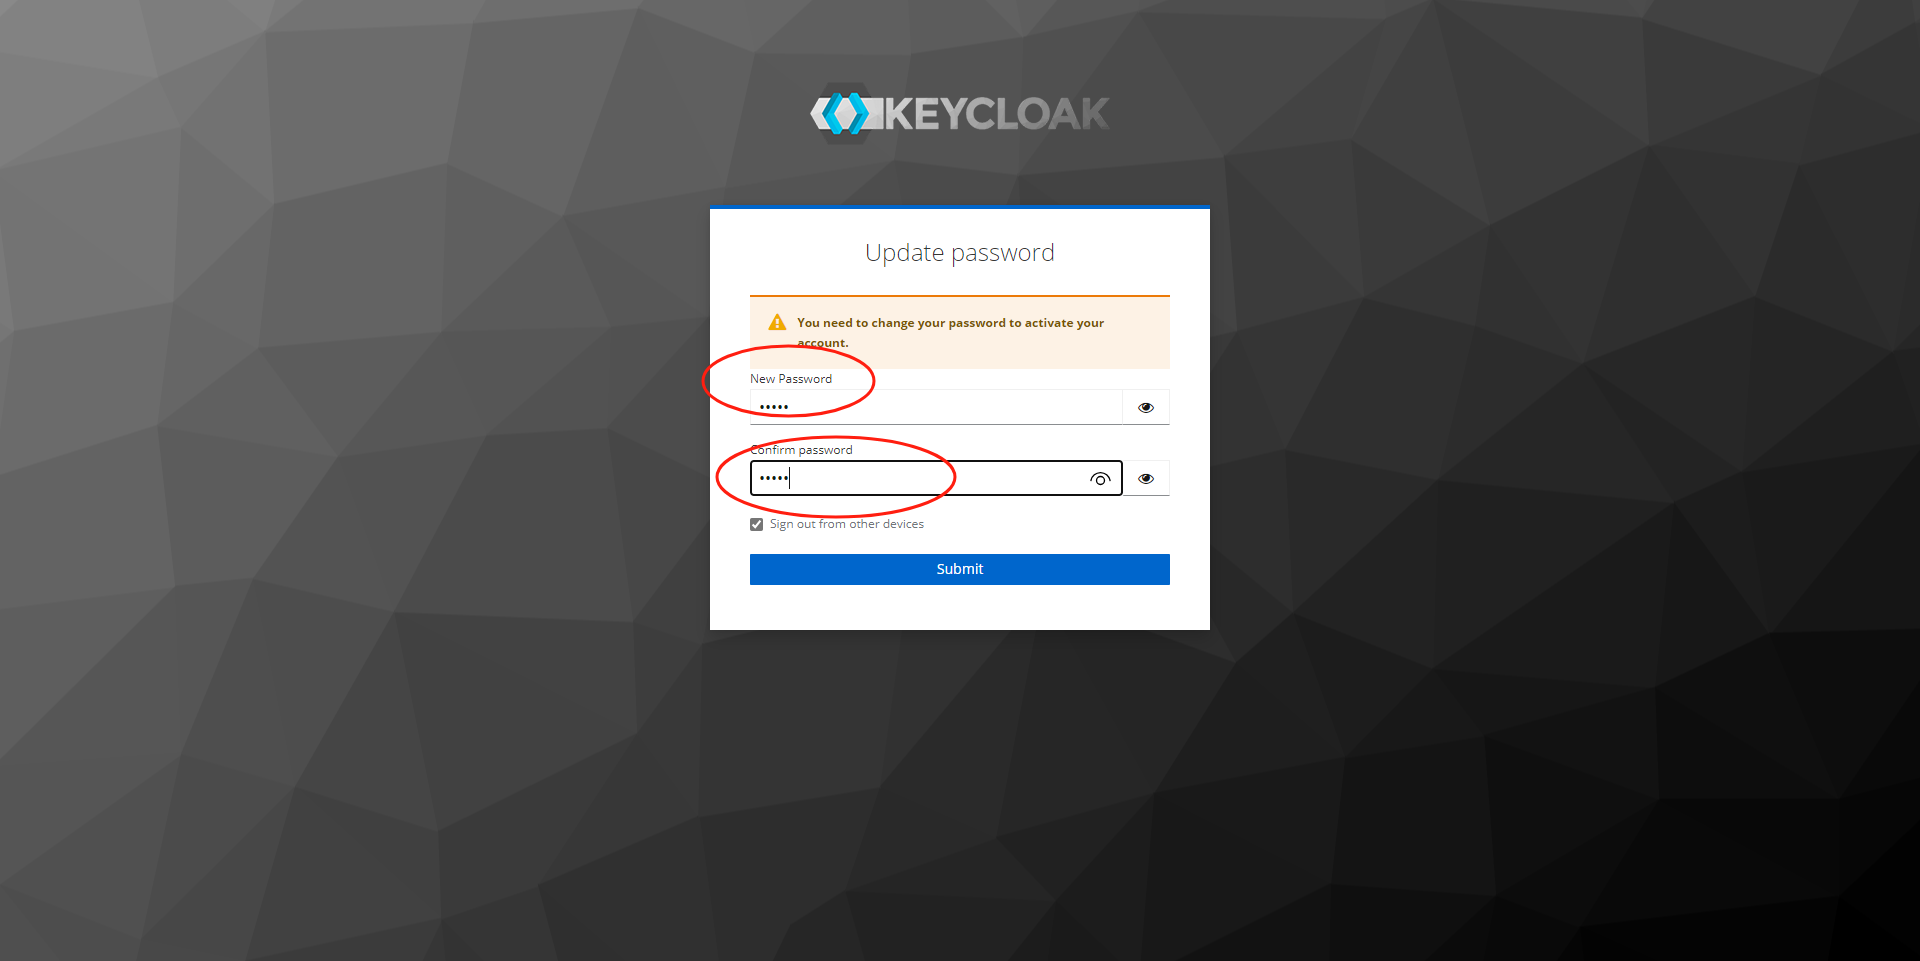 KEYCLOAK
Update password
You need to change your password to activate your
account.
New Password
•••••
Confirm password
•••••
Sign out from other devices
Submit